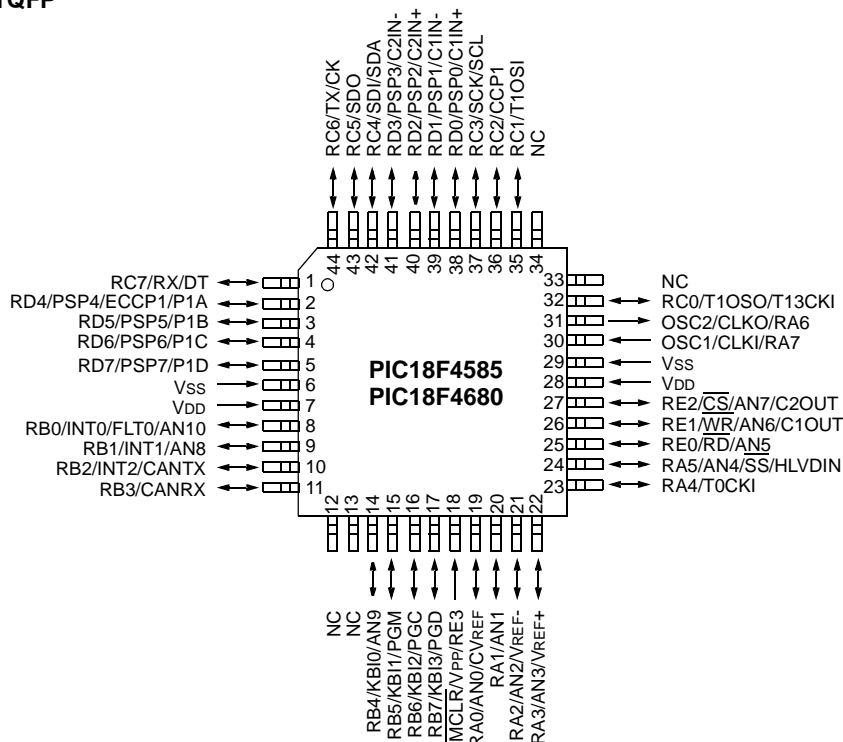 TQFP
RC6/TX/CK
RC5/SDO
RC4/SDI/SDA
RD3/PSP3/C2IN-
RD2/PSP2/C2IN+
RD1/PSP1/C1IN-
RD0/PSP0/C1IN+
RC3/SCK/SCL
RC2/CCP1
RC1/T1OSI
NC
44
43
42
41
40
39
38
37
36
35
34
RC7/RX/DT 1
RD4/PSP4/ECCP1/P1A 2
RD5/PSP5/P1B 3
RD6/PSP6/P1C 4
RD7/PSP7/P1D 5
VSS 6
VDD 7
RB0/INT0/FLT0/AN10 8
RB1/INT1/AN8 9
RB2/INT2/CANTX 10
RB3/CANRX 11
PIC18F4585
PIC18F4680
33 NC
32 RC0/T1OSO/T13CKI
31 OSC2/CLKO/RA6
30 OSC1/CLKI/RA7
29 VSS
28 VDD
27 RE2/CS/AN7/C2OUT
26 RE1/WR/AN6/C1OUT
25 RE0/RD/AN5
24 RA5/AN4/SS/HLVDIN
23 RA4/T0CKI
12
13
14
15
16
17
18
19
20
21
22
NC
NC
RB4/KBI0/AN9
RB5/KBI1/PGM
RB6/KBI2/PGC
RB7/KBI3/PGD
MCLR/VPP/RE3
RA0/AN0/CVREF
RA1/AN1
RA2/AN2/VREF-
RA3/AN3/VREF+